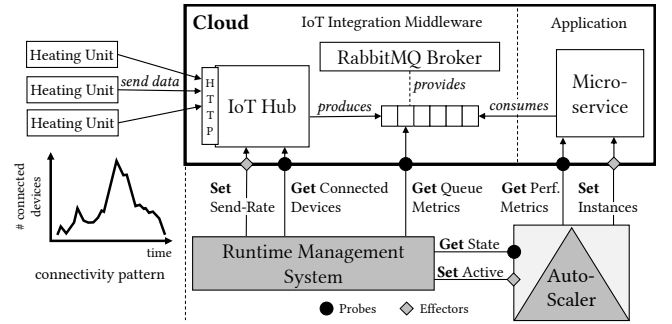 Cloud
IoT Integration Middleware
Application
Heating Unit
Heating Unit
Heating Unit
send data
HTTP
IoT Hub
RabbitMQ Broker
provides
produces
consumes
Micro-
service
# connected
devices
time
connectivity pattern
Set
Send-Rate
Get Connected
Devices
Get Queue
Metrics
Get Perf.
Metrics
Set
Instances
Runtime Management
System
Get State
Set Active
Auto-
Scaler
Probes
Effectors